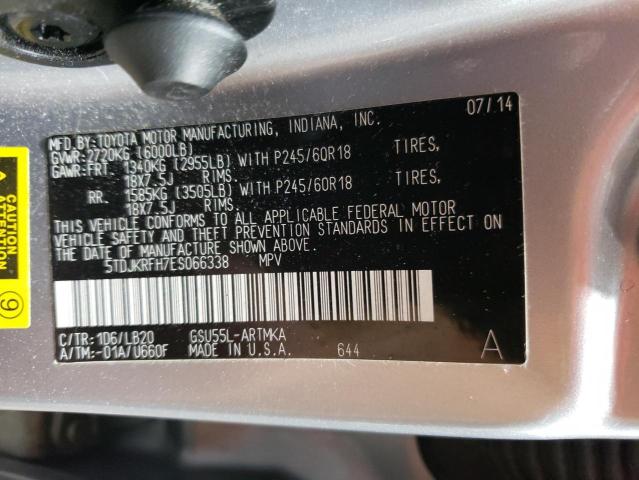 07/14
MFD.BY:TOYOTA MOTOR MANUFACTURING, INDIANA, INC.
GVWR:2720KG (6000LB)
GAWR:FRT. 1340KG (2955LB) WITH P245/60R18 TIRES,
18X7.5J RIMS.
RR. 1585KG (3505LB) WITH P245/60R18 TIRES,
18X7.5J RIMS.
THIS VEHICLE CONFORMS TO ALL APPLICABLE FEDERAL MOTOR
VEHICLE SAFETY AND THEFT PREVENTION STANDARDS IN EFFECT ON
THE DATE OF MANUFACTURE SHOWN ABOVE.
5TDJKRFH7ES066338 MPV
C/TR:1D6/LB20 GSU55L-ARTMKA
A/TM:-01A/U660F MADE IN U.S.A. 644 A
CAUTION
ATTENTION
9